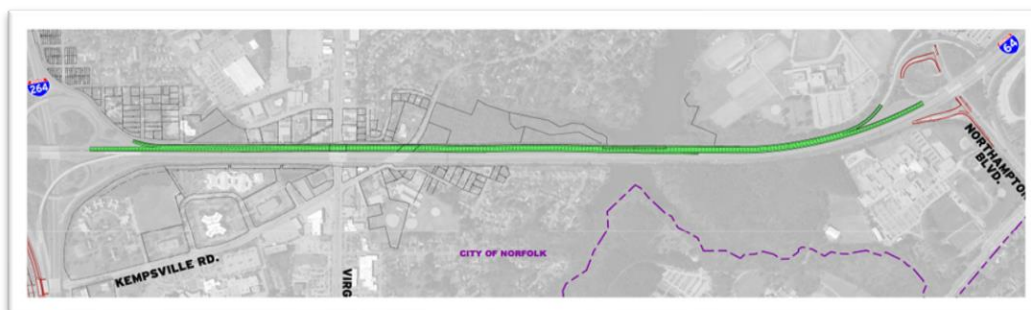 64
264
NORTHAMPTON
BLVD.
CITY OF NORFOLK
KEMPSVILLE RD.
VIRG